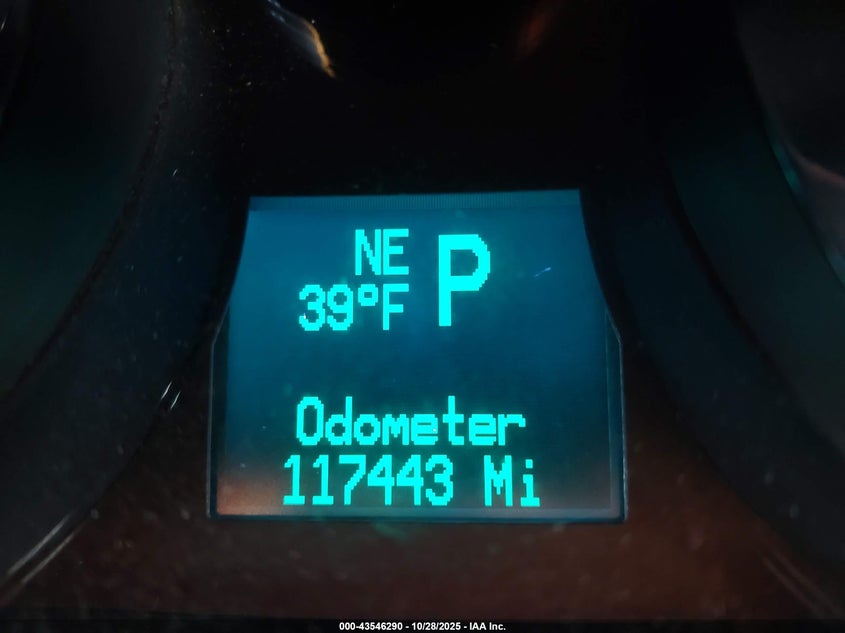 NE
39°F P
Odometer
117443 Mi
000-43546290 - 10/28/2025 - IAA Inc.